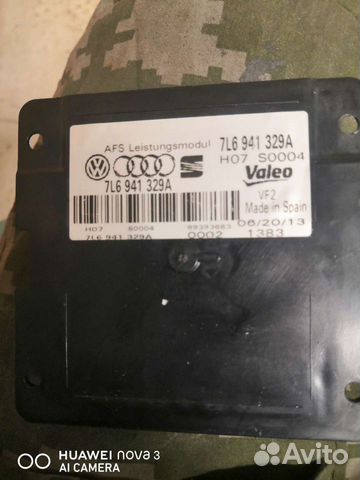 AFS Leistungsmodul 7L6 941 329A
H07 S0004
7L6 941 329A
Valeo
VF2
Made in Spain
H07 S0004 89393883 06/20/13
7L6 941 329A 0002 1383
HUAWEI nova 3
AI CAMERA
Avito